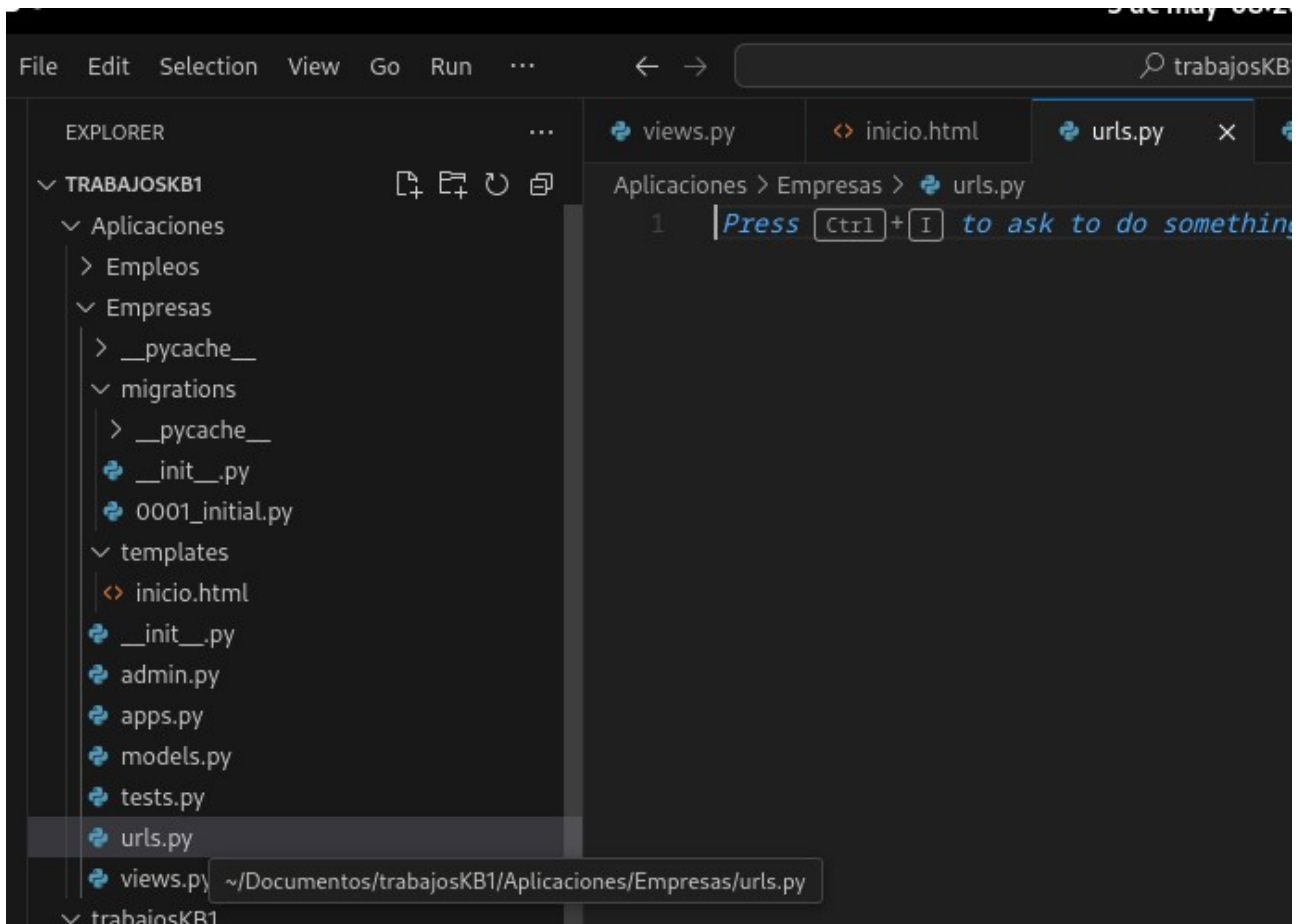 File Edit Selection View Go Run ... ← → trabajosKB
EXPLORER ...
views.py <> inicio.html urls.py ×
TRABAJOSKB1
Aplicaciones > Empresas > urls.py
1 Press Ctrl+I to ask to do something
Aplicaciones
> Empleos
Empresas
> __pycache__
migrations
> __pycache__
__init__.py
0001_initial.py
templates
<> inicio.html
__init__.py
admin.py
apps.py
models.py
tests.py
urls.py
views.py
~/Documentos/trabajosKB1/Aplicaciones/Empresas/urls.py
trabajosKB1